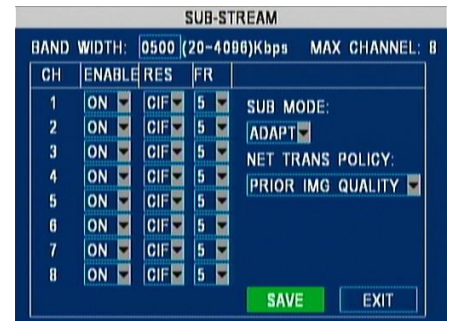 SUB-STREAM
BAND WIDTH: 0500 (20-4096)Kbps MAX CHANNEL: 8
CH ENABLE RES FR
1 ON CIF 5
2 ON CIF 5
3 ON CIF 5
4 ON CIF 5
5 ON CIF 5
6 ON CIF 5
7 ON CIF 5
8 ON CIF 5
SUB MODE:
ADAPT
NET TRANS POLICY:
PRIOR IMG QUALITY
SAVE EXIT